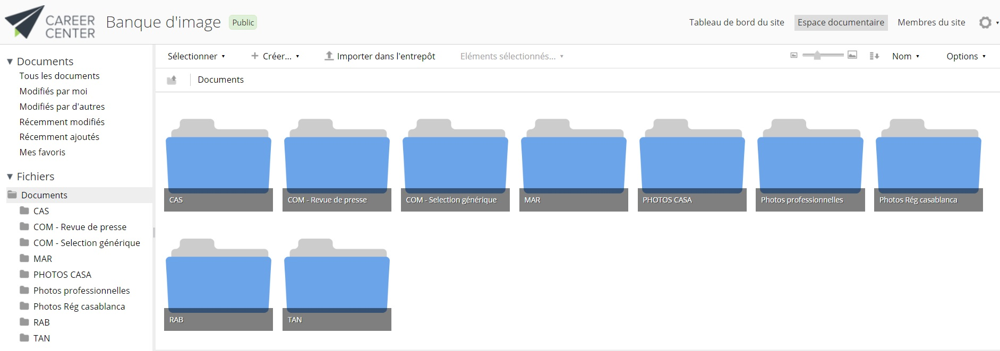 CAREER
CENTER
Banque d'image Public
Tableau de bord du site Espace documentaire Membres du site
Documents
Tous les documents
Modifiés par moi
Modifiés par d'autres
Récemment modifiés
Récemment ajoutés
Mes favoris
Fichiers
Documents
CAS
COM - Revue de presse
COM - Selection générique
MAR
PHOTOS CASA
Photos professionnelles
Photos Rég casablanca
RAB
TAN
Sélectionner Créer... Importer dans l'entrepôt Eléments sélectionnés... Nom Options
Documents
CAS COM - Revue de presse COM - Selection générique MAR PHOTOS CASA Photos professionnelles Photos Rég casablanca
RAB TAN